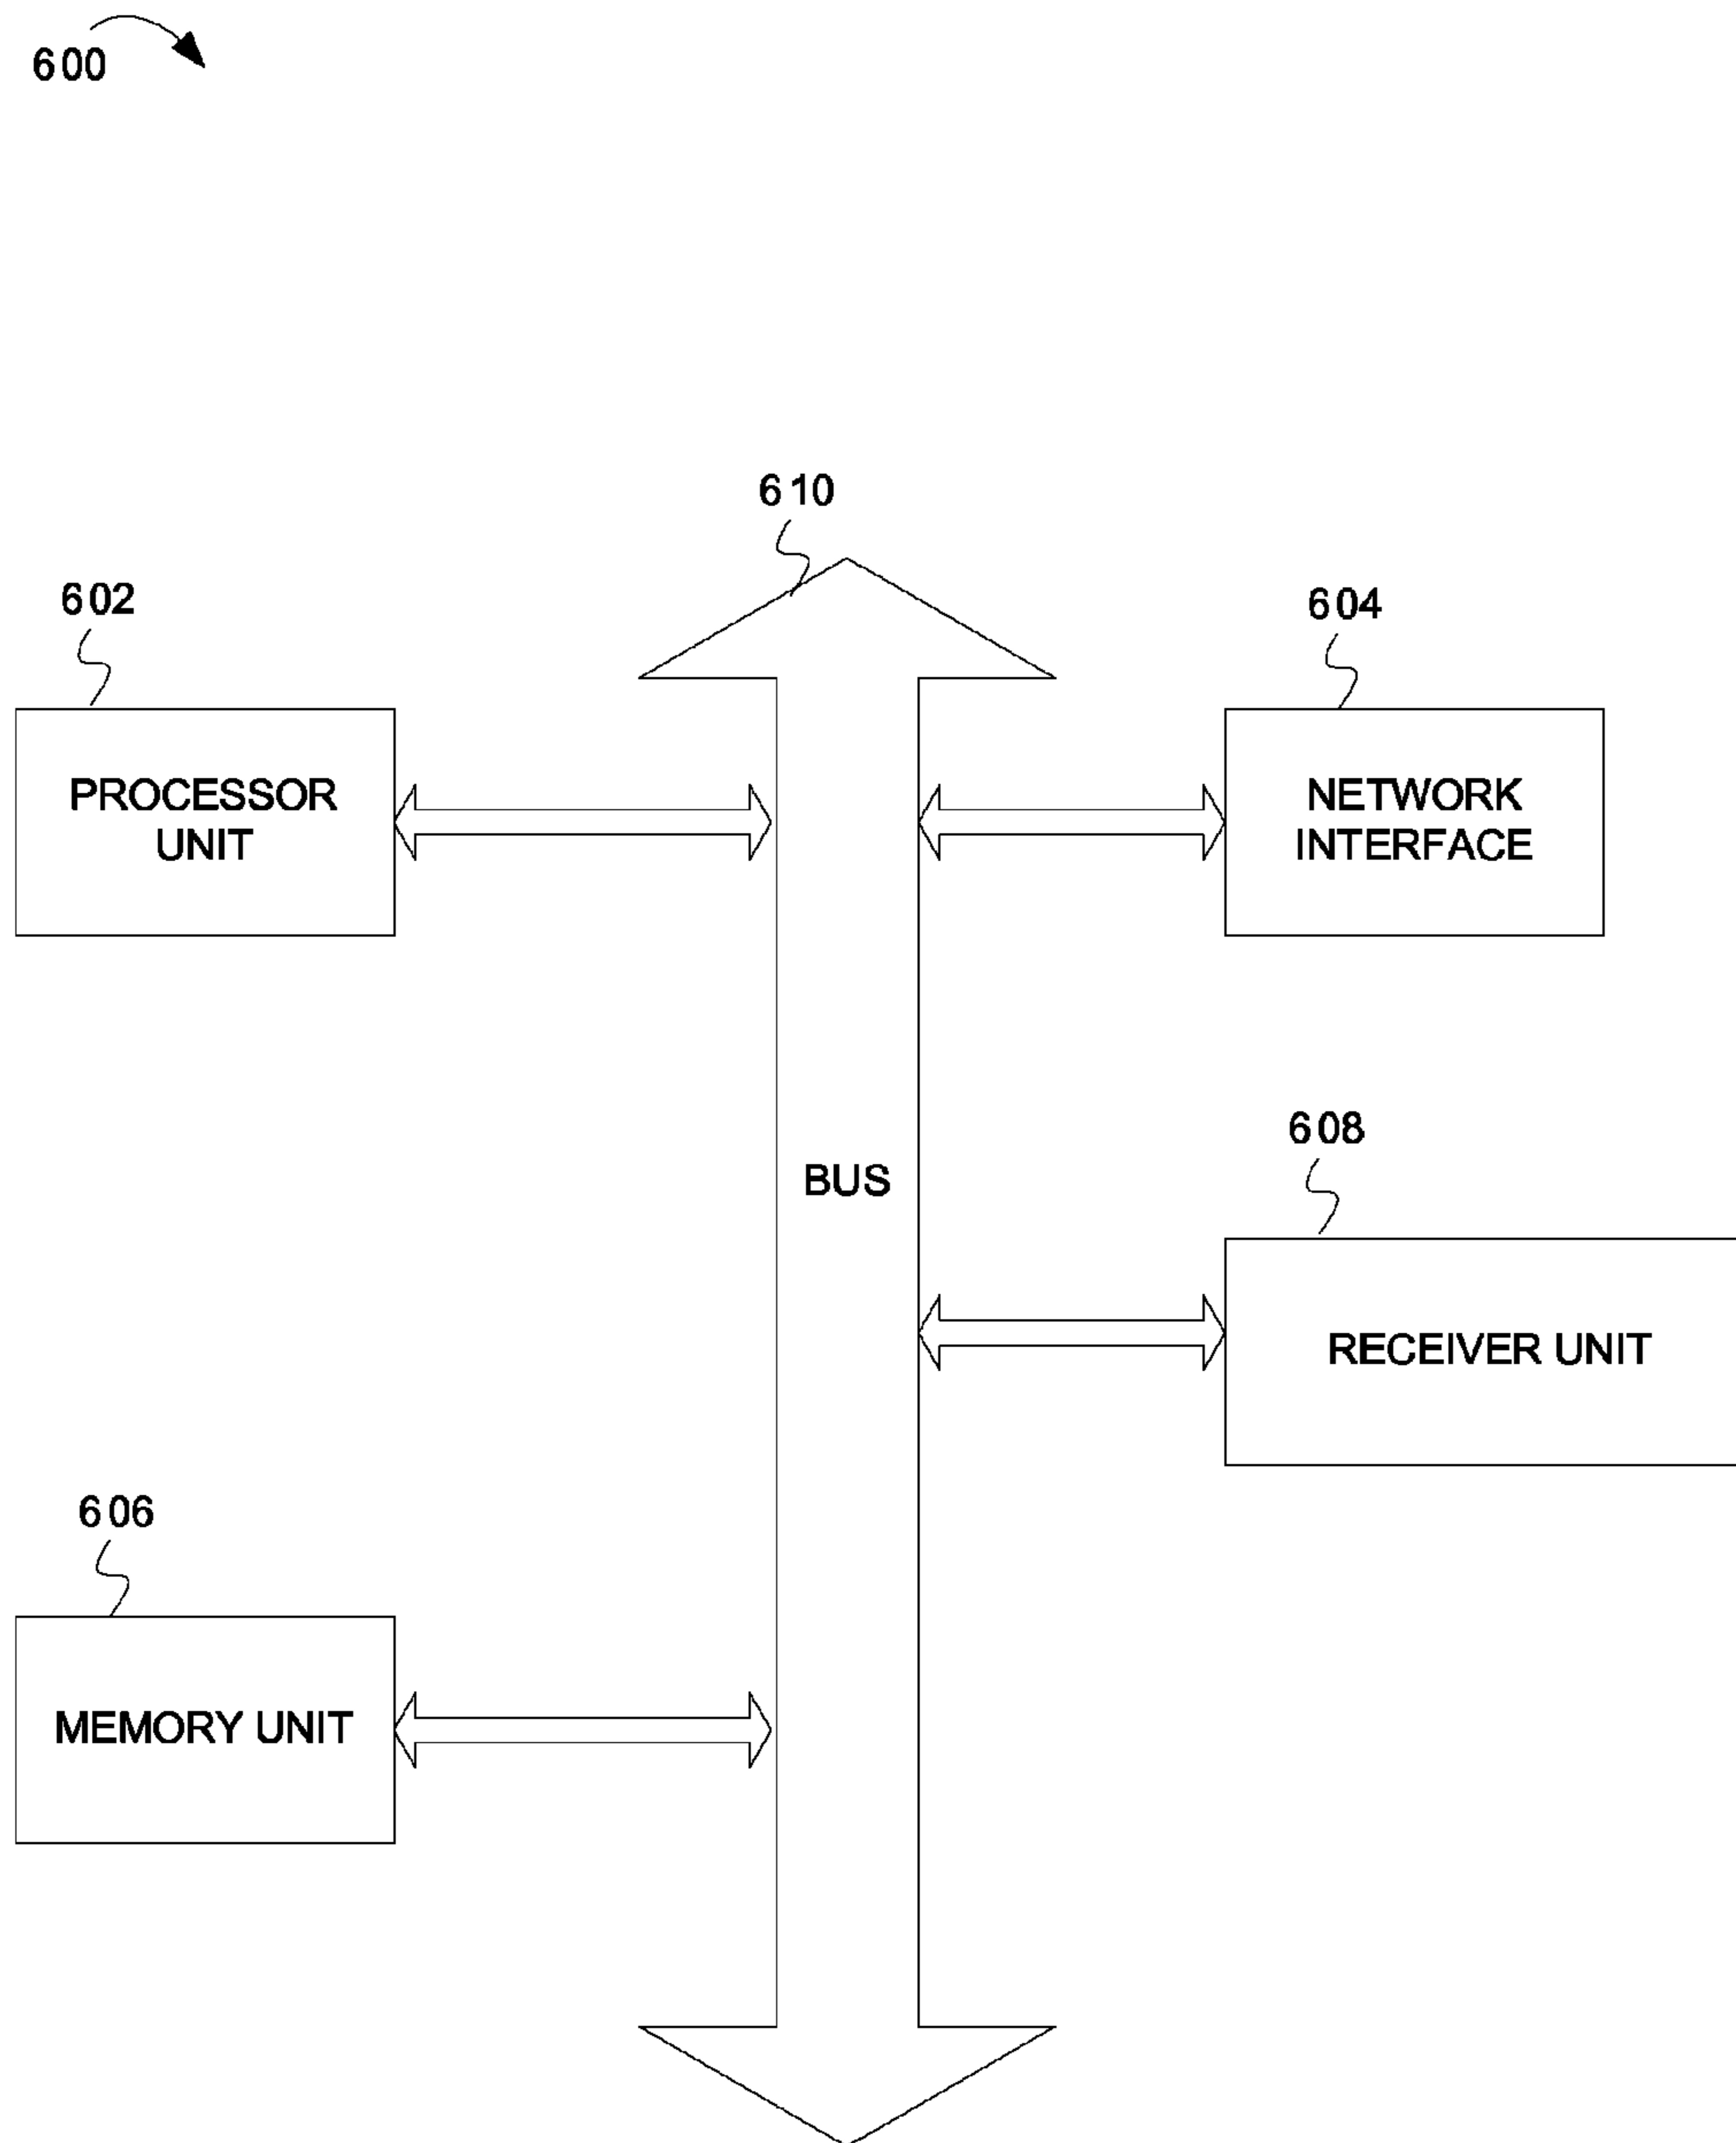 600
610
602
604
PROCESSOR
UNIT
NETWORK
INTERFACE
608
BUS
RECEIVER UNIT
606
MEMORY UNIT